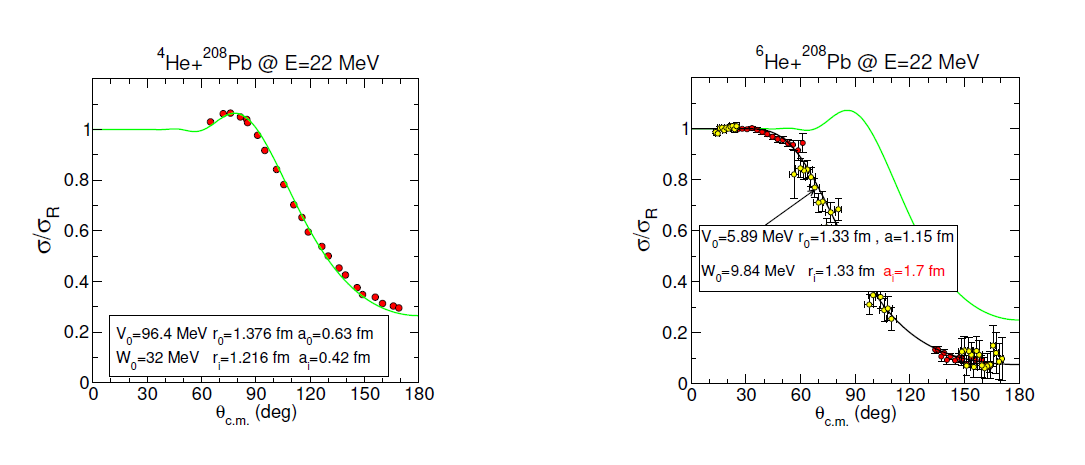 4He+208Pb @ E=22 MeV
σ/σR
1
0.8
0.6
0.4
0.2
0
V0=96.4 MeV r0=1.376 fm a0=0.63 fm
W0=32 MeV ri=1.216 fm ai=0.42 fm
0 30 60 90 120 150 180
θc.m. (deg)
6He+208Pb @ E=22 MeV
σ/σR
1
0.8
0.6
0.4
0.2
0
V0=5.89 MeV r0=1.33 fm , a=1.15 fm
W0=9.84 MeV ri=1.33 fm ai=1.7 fm
0 30 60 90 120 150 180
θc.m. (deg)